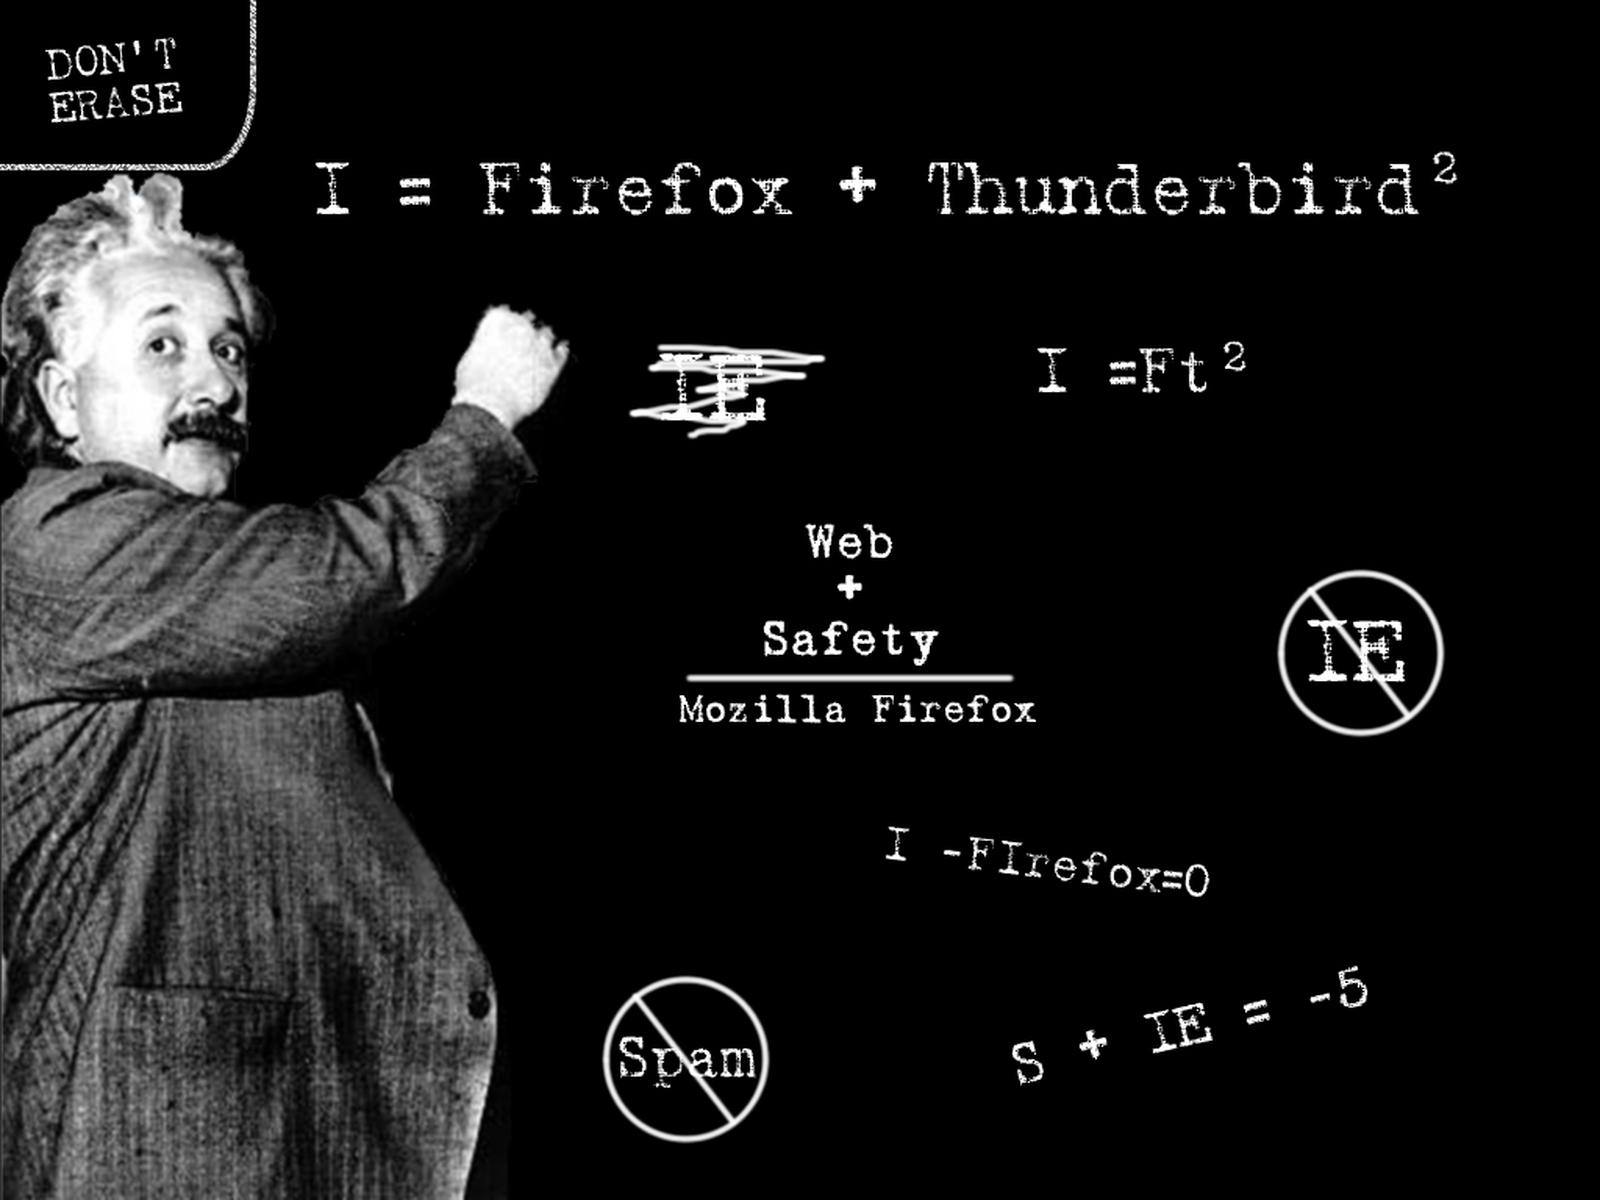 DON'T
ERASE
I = Firefox + Thunderbird²
IE
I =Ft²
Web
+
Safety
Mozilla Firefox
IE
I -FIrefox=0
S + IE = -5
Spam